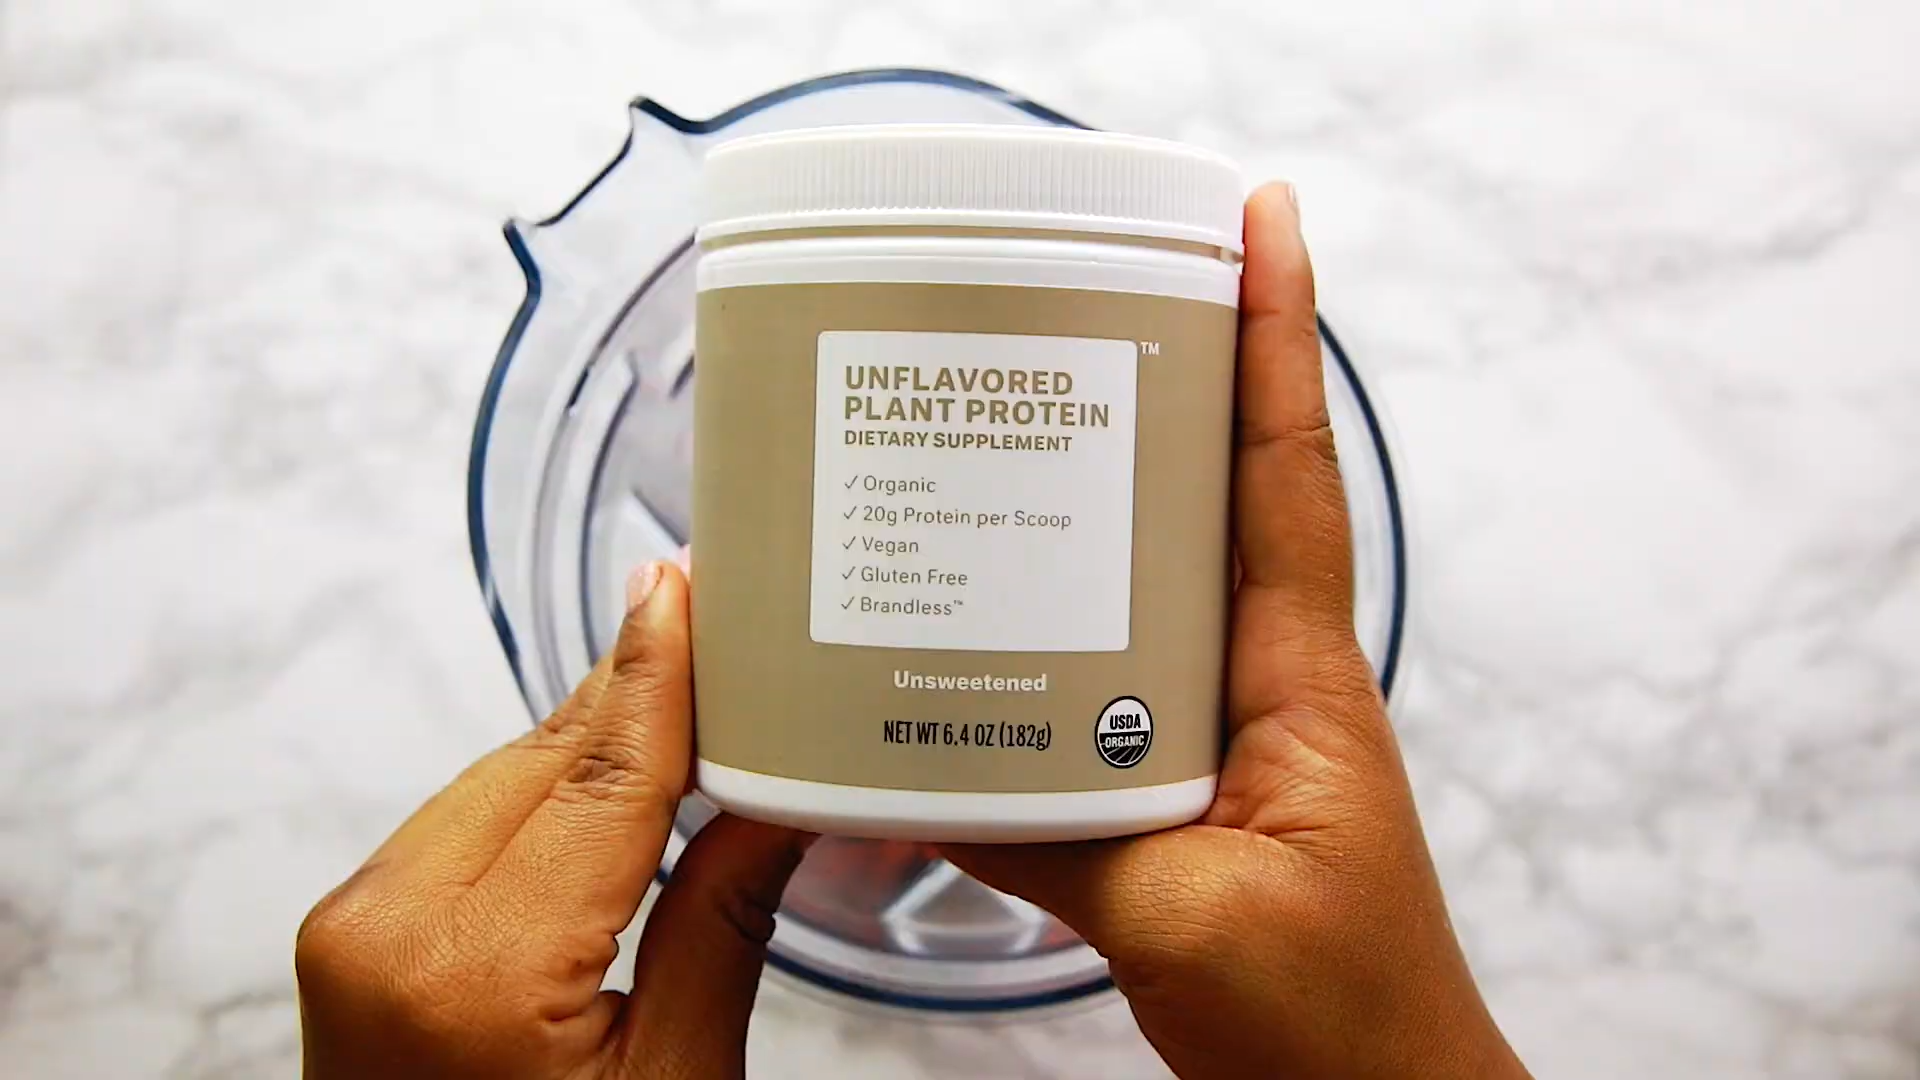 TM
UNFLAVORED
PLANT PROTEIN
DIETARY SUPPLEMENT
✓ Organic
✓ 20g Protein per Scoop
✓ Vegan
✓ Gluten Free
✓ Brandless™
Unsweetened
NET WT 6.4 OZ (182g)
USDA
ORGANIC